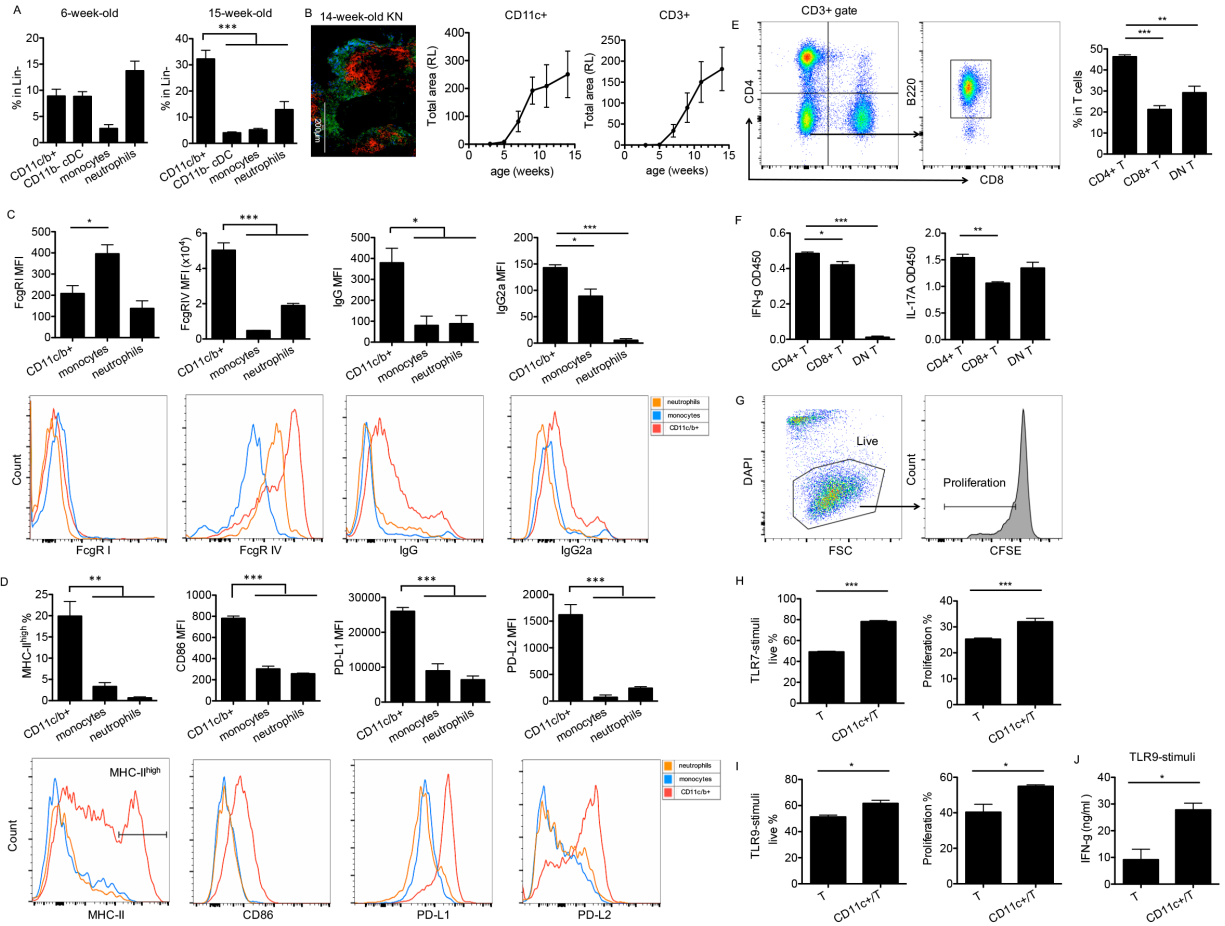 A
6-week-old
% in Lin-
20
15
10
5
0
CD11c/b+
CD11b- cDC
monocytes
neutrophils
15-week-old
***
% in Lin-
40
30
20
10
0
CD11c/b+
CD11b- cDC
monocytes
neutrophils
B
14-week-old KN
200µm
CD11c+
Total area (RL)
400
300
200
100
0
0 5 10 15
age (weeks)
CD3+
Total area (RL)
250
200
150
100
50
0
0 5 10 15
age (weeks)
E
CD3+ gate
CD4
B220
CD8
**
***
% in T cells
50
40
30
20
10
0
CD4+ T
CD8+ T
DN T
C
*
FcgRI MFI
500
400
300
200
100
0
CD11c/b+
monocytes
neutrophils
***
FcgRIV MFI (x10⁴)
6
4
2
0
CD11c/b+
monocytes
neutrophils
*
IgG MFI
500
400
300
200
100
0
CD11c/b+
monocytes
neutrophils
***
*
IgG2a MFI
200
150
100
50
0
CD11c/b+
monocytes
neutrophils
Count
FcgR I
FcgR IV
IgG
IgG2a
neutrophils
monocytes
CD11c/b+
F
***
*
IFN-g OD450
0.6
0.4
0.2
0.0
CD4+ T
CD8+ T
DN T
**
IL-17A OD450
2.0
1.5
1.0
0.5
0.0
CD4+ T
CD8+ T
DN T
G
Live
DAPI
FSC
Count
Proliferation
CFSE
D
**
MHC-IIhigh %
25
20
15
10
5
0
CD11c/b+
monocytes
neutrophils
***
CD86 MFI
1000
800
600
400
200
0
CD11c/b+
monocytes
neutrophils
***
PD-L1 MFI
30000
20000
10000
0
CD11c/b+
monocytes
neutrophils
***
PD-L2 MFI
2000
1500
1000
500
0
CD11c/b+
monocytes
neutrophils
MHC-IIhigh
Count
MHC-II
CD86
PD-L1
PD-L2
neutrophils
monocytes
CD11c/b+
H
***
TLR7-stimuli
live %
100
80
60
40
20
0
T
CD11c+/T
***
Proliferation %
50
40
30
20
10
0
T
CD11c+/T
I
*
TLR9-stimuli
live %
80
60
40
20
0
T
CD11c+/T
*
Proliferation %
60
40
20
0
T
CD11c+/T
J
TLR9-stimuli
*
IFN-g (ng/ml )
40
30
20
10
0
T
CD11c+/T